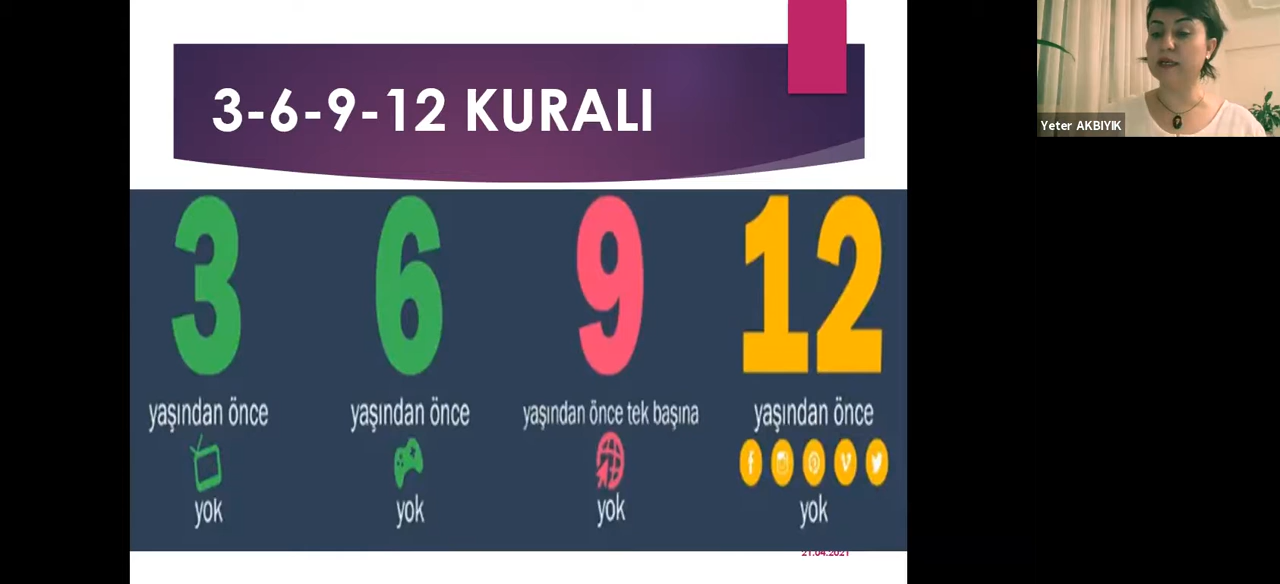 3-6-9-12 KURALI
Yeter AKBIYIK
3 6 9 12
yaşından önce yaşından önce yaşından önce tek başına yaşından önce
yok yok yok yok
21.04.2021